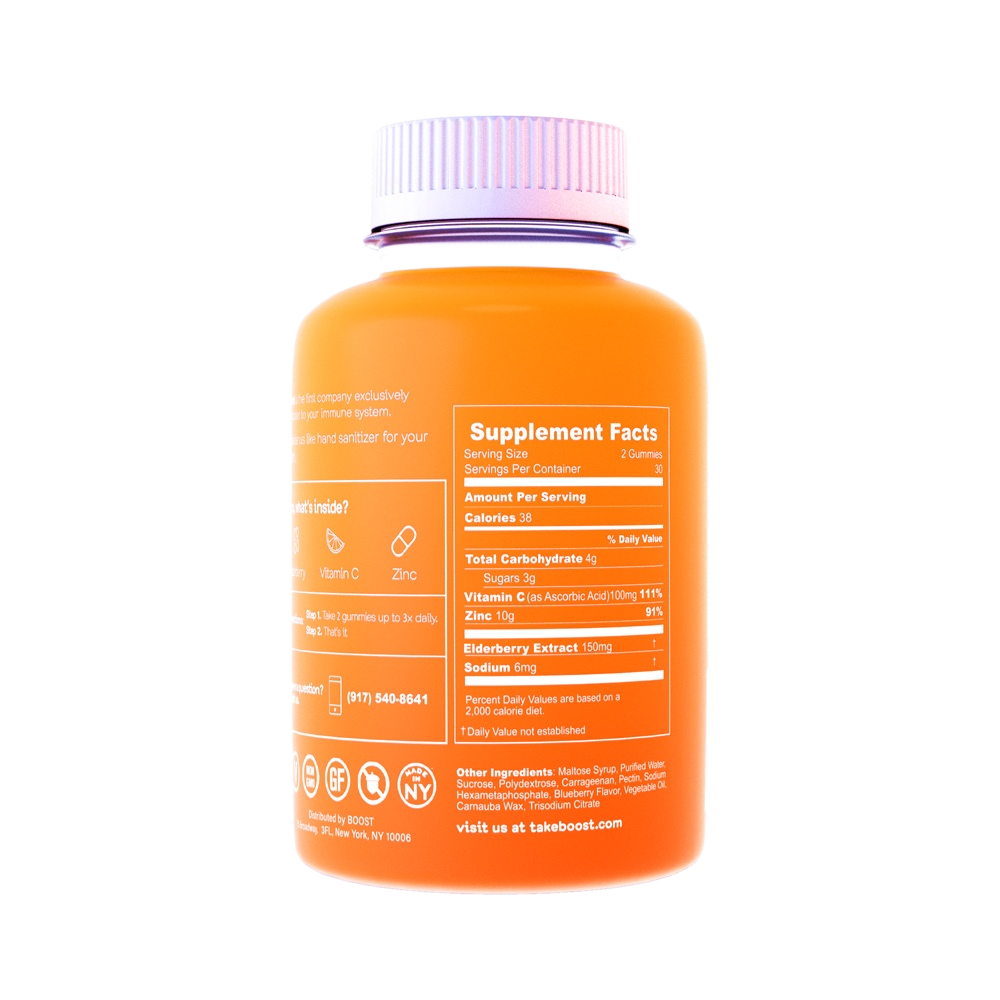 the first company exclusively
to your immune system.
us like hand sanitizer for your
what's inside?
Vitamin C
Zinc
Step 1. Take 2 gummies up to 3x daily.
Step 2. That's it
question?
(917) 540-8641
NON
GMO
GF
MADE
IN
NY
Distributed by BOOST
3FL, New York, NY 10006
Supplement Facts
Serving Size 2 Gummies
Servings Per Container 30
Amount Per Serving
Calories 38
% Daily Value
Total Carbohydrate 4g
Sugars 3g
Vitamin C (as Ascorbic Acid)100mg 111%
Zinc 10g 91%
Elderberry Extract 150mg †
Sodium 6mg †
Percent Daily Values are based on a
2,000 calorie diet.
† Daily Value not established
Other Ingredients: Maltose Syrup, Purified Water,
Sucrose, Polydextrose, Carrageenan, Pectin, Sodium
Hexametaphosphate, Blueberry Flavor, Vegetable Oil,
Carnauba Wax, Trisodium Citrate
visit us at takeboost.com